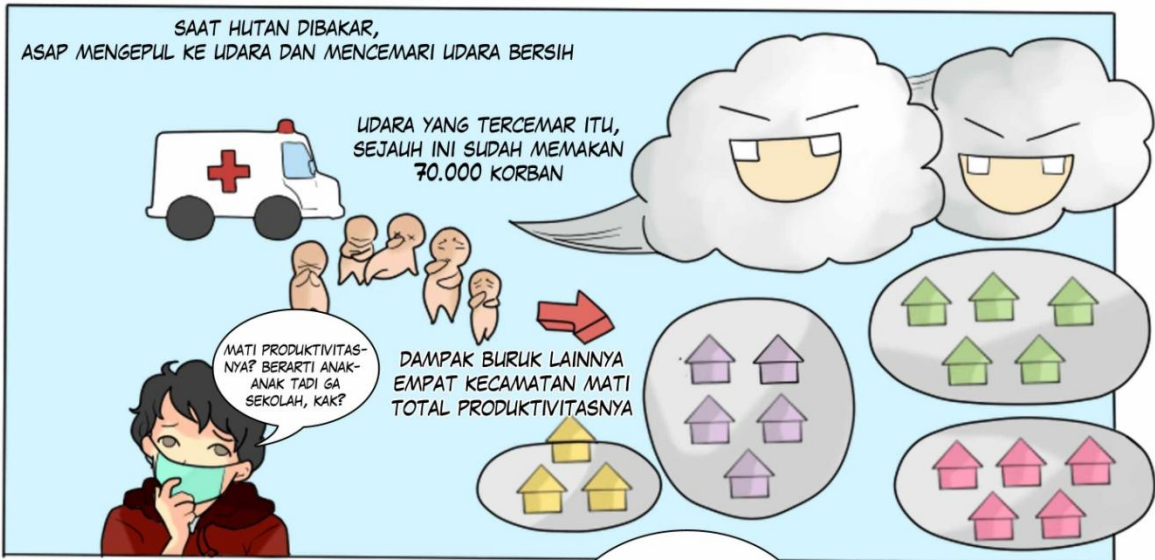 SAAT HUTAN DIBAKAR,
ASAP MENGEPUL KE UDARA DAN MENCEMARI UDARA BERSIH
UDARA YANG TERCEMAR ITU,
SEJAUH INI SUDAH MEMAKAN
70.000 KORBAN
DAMPAK BURUK LAINNYA
EMPAT KECAMATAN MATI
TOTAL PRODUKTIVITASNYA
MATI PRODUKTIVITAS-
NYA? BERARTI ANAK-
ANAK TADI GA
SEKOLAH, KAK?